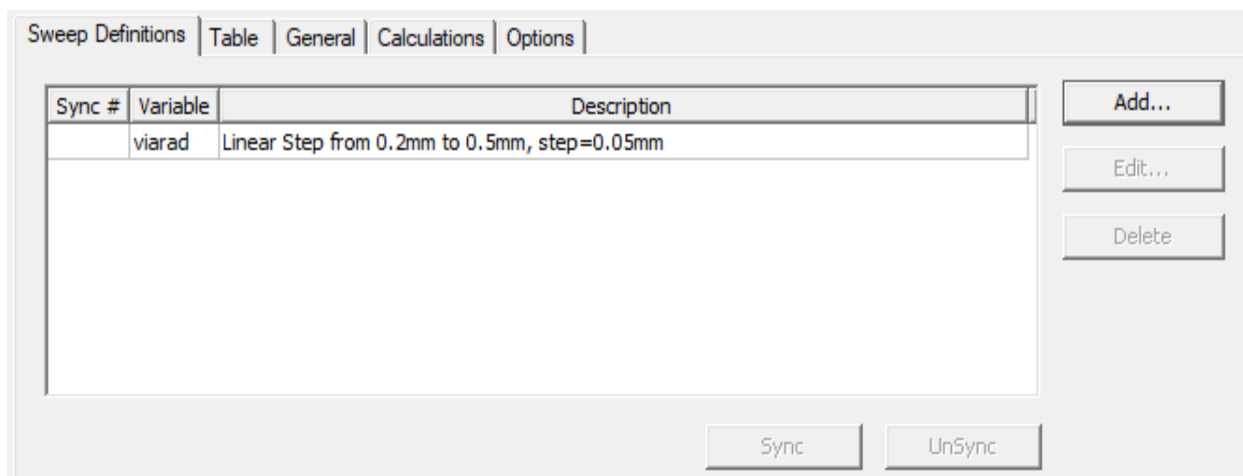 Sweep Definitions Table General Calculations Options
Sync # Variable Description
viarad Linear Step from 0.2mm to 0.5mm, step=0.05mm
Add...
Edit...
Delete
Sync UnSync